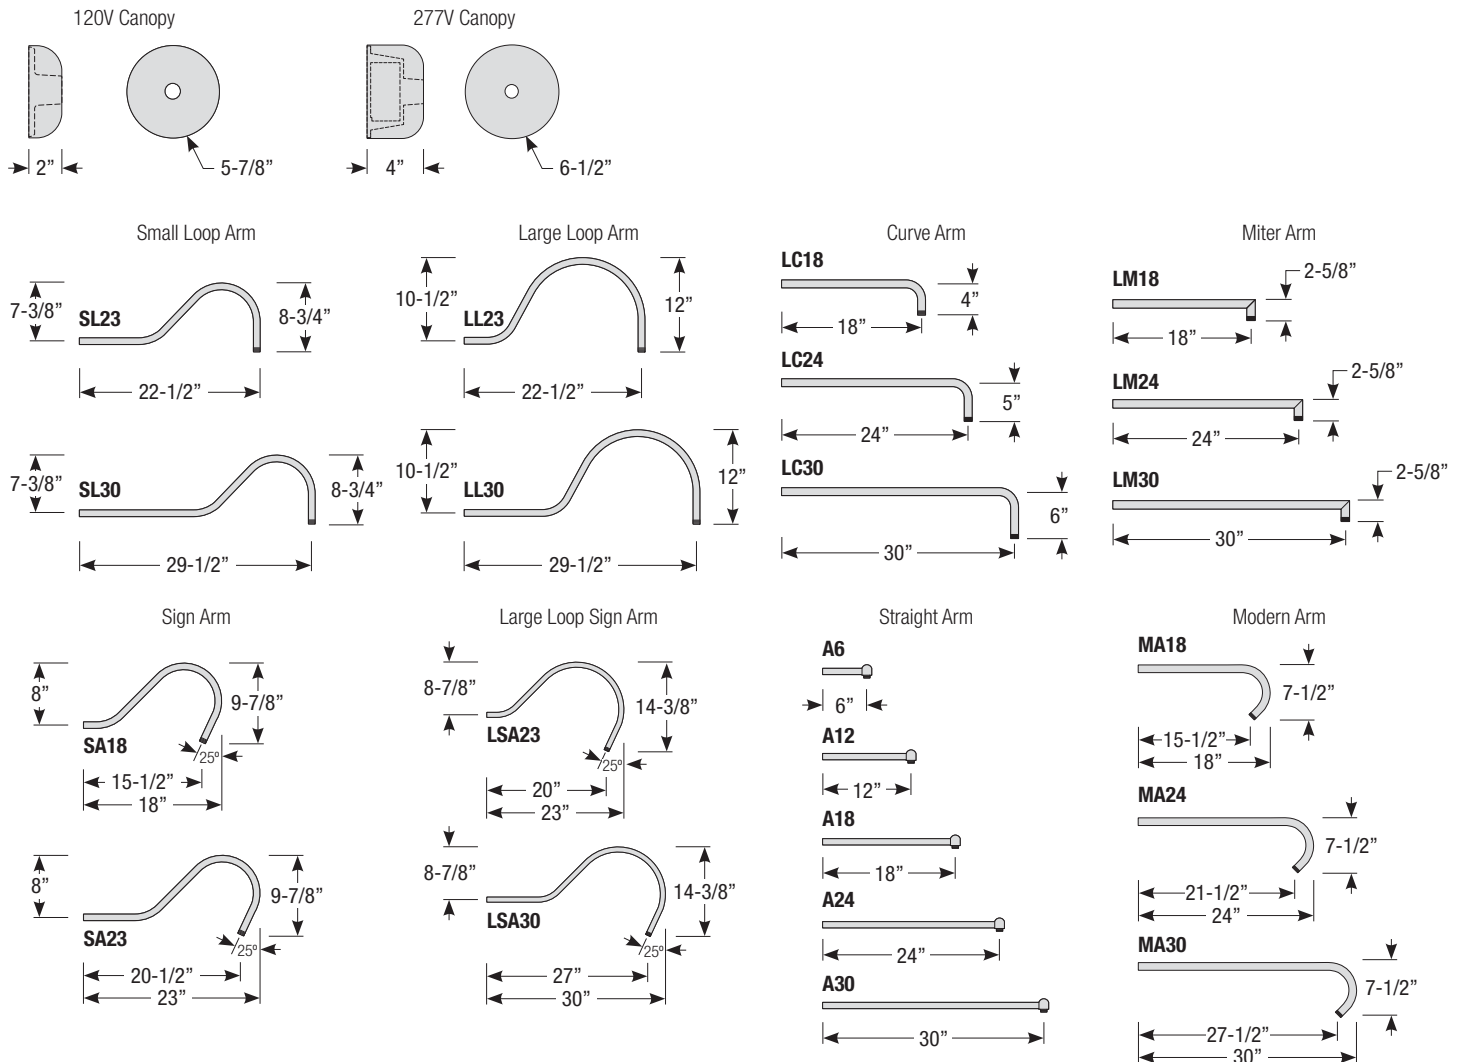 120V Canopy
277V Canopy
2”
5-7/8”
4”
6-1/2”
Small Loop Arm
7-3/8”
SL23
8-3/4”
22-1/2”
7-3/8”
SL30
8-3/4”
29-1/2”
Large Loop Arm
10-1/2”
LL23
12”
22-1/2”
10-1/2”
LL30
12”
29-1/2”
Curve Arm
LC18
4”
18”
LC24
5”
24”
LC30
6”
30”
Miter Arm
LM18
2-5/8”
18”
LM24
2-5/8”
24”
LM30
2-5/8”
30”
Sign Arm
8”
SA18
9-7/8”
25º
15-1/2”
18”
8”
SA23
9-7/8”
25º
20-1/2”
23”
Large Loop Sign Arm
8-7/8”
LSA23
14-3/8”
25º
20”
23”
8-7/8”
LSA30
14-3/8”
25º
27”
30”
Straight Arm
A6
6”
A12
12”
A18
18”
A24
24”
A30
30”
Modern Arm
MA18
7-1/2”
15-1/2”
18”
MA24
7-1/2”
21-1/2”
24”
MA30
7-1/2”
27-1/2”
30”